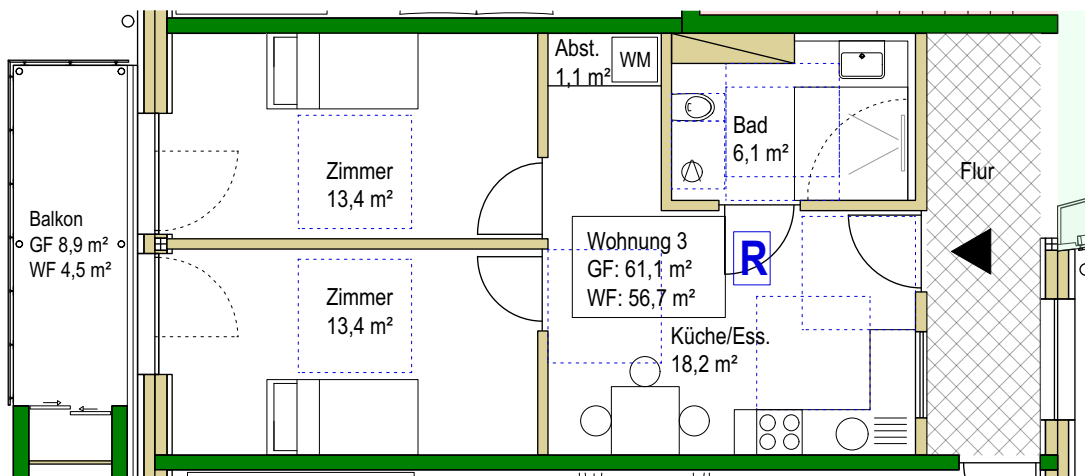 Abst.
1,1 m²
WM
Bad
6,1 m²
Zimmer
13,4 m²
Flur
Balkon
GF 8,9 m²
WF 4,5 m²
Wohnung 3
GF: 61,1 m²
WF: 56,7 m²
R
Zimmer
13,4 m²
Küche/Ess.
18,2 m²